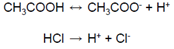 CH₃COOH ↔ CH₃COO⁻ + H⁺
HCl → H⁺ + Cl⁻